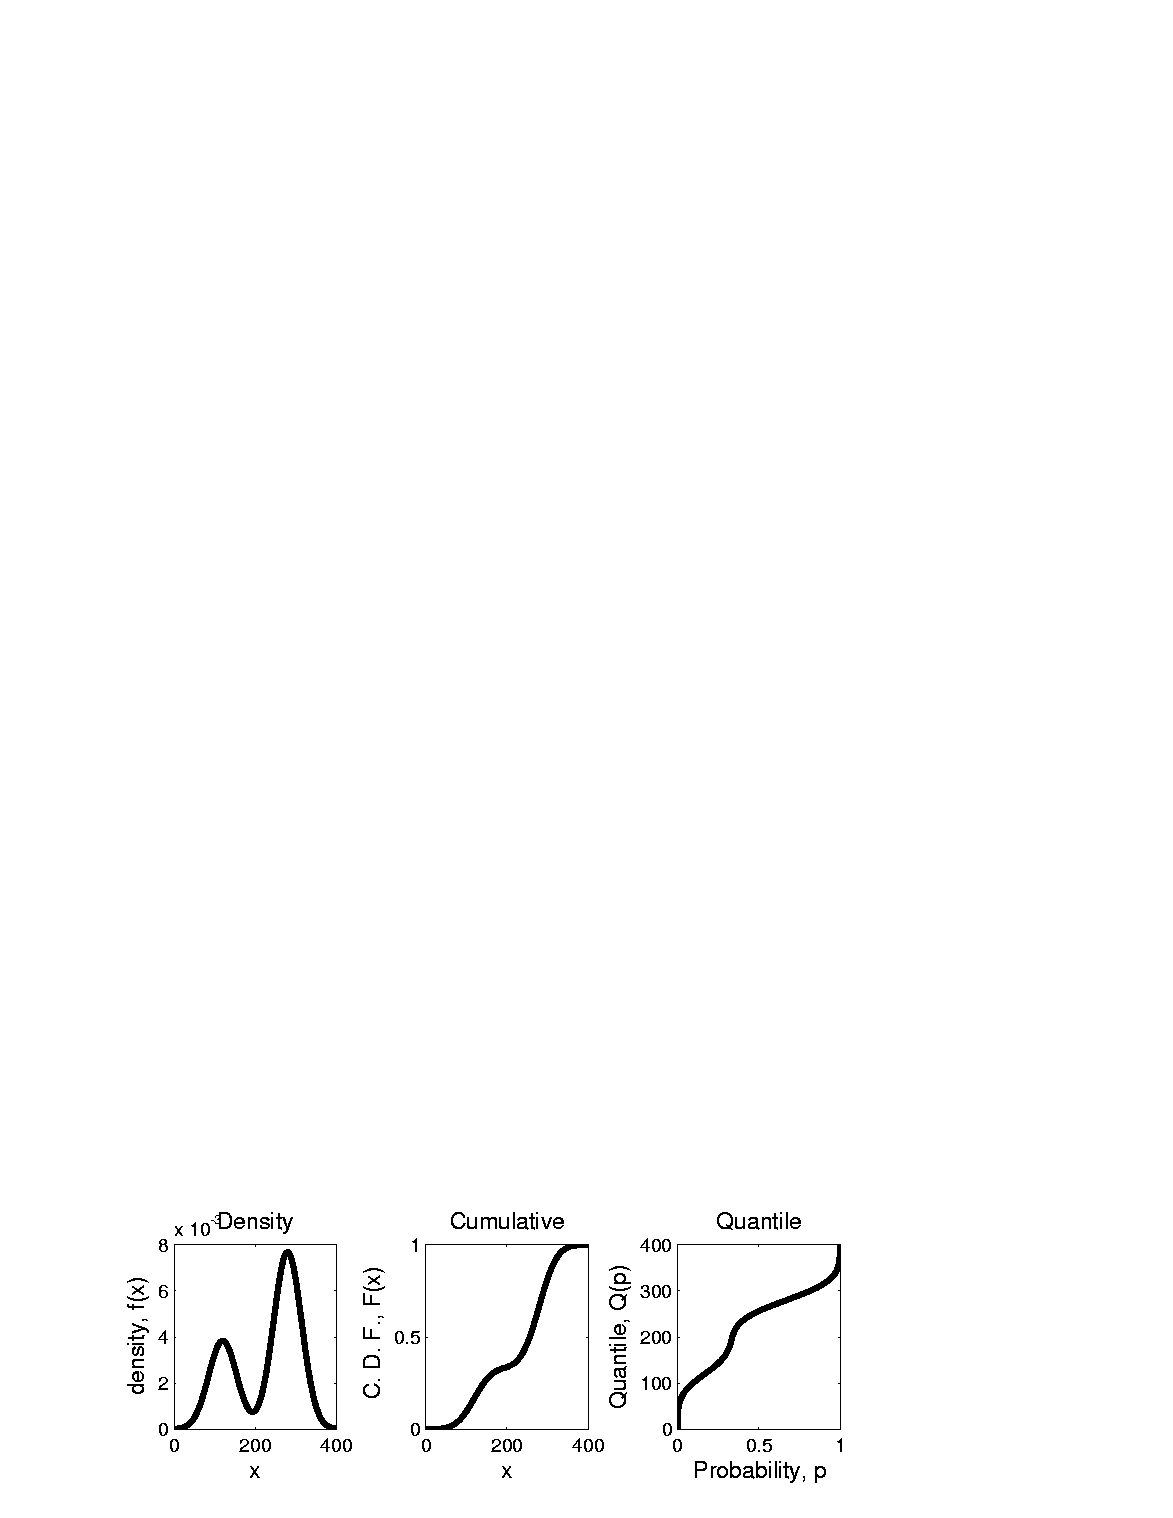 Density
x 10-3
density, f(x)
8
6
4
2
0
0 200 400
x
Cumulative
C. D. F., F(x)
1
0.5
0
0 200 400
x
Quantile
Quantile, Q(p)
400
300
200
100
0
0 0.5 1
Probability, p